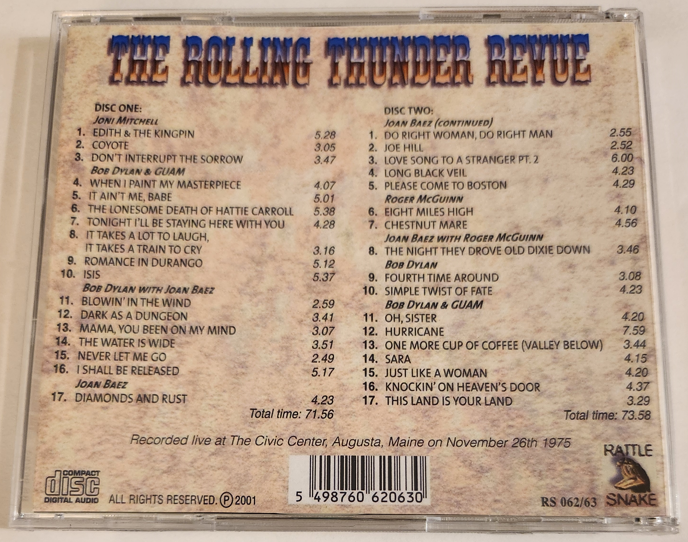 THE ROLLING THUNDER REVUE
DISC ONE:
JONI MITCHELL
1. EDITH & THE KINGPIN 5.28
2. COYOTE 3.05
3. DON'T INTERRUPT THE SORROW 3.47
BOB DYLAN & GUAM
4. WHEN I PAINT MY MASTERPIECE 4.07
5. IT AIN'T ME, BABE 5.01
6. THE LONESOME DEATH OF HATTIE CARROLL 5.38
7. TONIGHT I'LL BE STAYING HERE WITH YOU 4.28
8. IT TAKES A LOT TO LAUGH,
IT TAKES A TRAIN TO CRY 3.16
9. ROMANCE IN DURANGO 5.12
10. ISIS 5.37
BOB DYLAN WITH JOAN BAEZ
11. BLOWIN' IN THE WIND 2.59
12. DARK AS A DUNGEON 3.41
13. MAMA, YOU BEEN ON MY MIND 3.07
14. THE WATER IS WIDE 3.51
15. NEVER LET ME GO 2.49
16. I SHALL BE RELEASED 5.17
JOAN BAEZ
17. DIAMONDS AND RUST 4.23
Total time: 71.56
DISC TWO:
JOAN BAEZ (CONTINUED)
1. DO RIGHT WOMAN, DO RIGHT MAN 2.55
2. JOE HILL 2.52
3. LOVE SONG TO A STRANGER PT. 2 6.00
4. LONG BLACK VEIL 4.23
5. PLEASE COME TO BOSTON 4.29
ROGER MCGUINN
6. EIGHT MILES HIGH 4.10
7. CHESTNUT MARE 4.56
JOAN BAEZ WITH ROGER MCGUINN
8. THE NIGHT THEY DROVE OLD DIXIE DOWN 3.46
BOB DYLAN
9. FOURTH TIME AROUND 3.08
10. SIMPLE TWIST OF FATE 4.23
BOB DYLAN & GUAM
11. OH, SISTER 4.20
12. HURRICANE 7.59
13. ONE MORE CUP OF COFFEE (VALLEY BELOW) 3.44
14. SARA 4.15
15. JUST LIKE A WOMAN 4.20
16. KNOCKIN' ON HEAVEN'S DOOR 4.37
17. THIS LAND IS YOUR LAND 3.29
Total time: 73.58
Recorded live at The Civic Center, Augusta, Maine on November 26th 1975
COMPACT
disc
DIGITAL AUDIO
ALL RIGHTS RESERVED. ℗ 2001
5 498760 620630
RS 062/63
RATTLE
SNAKE